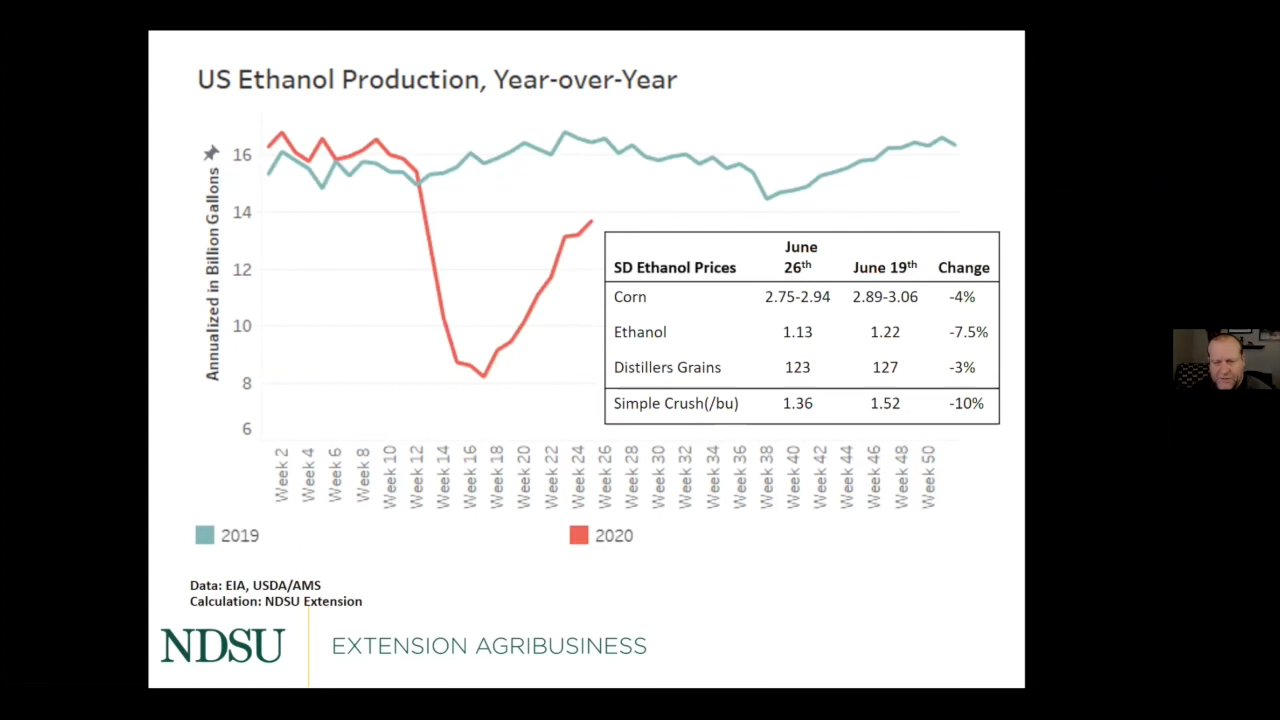 US Ethanol Production, Year-over-Year
Annualized in Billion Gallons
16
14
12
10
8
6
Week 2
Week 4
Week 6
Week 8
Week 10
Week 12
Week 14
Week 16
Week 18
Week 20
Week 22
Week 24
Week 26
Week 28
Week 30
Week 32
Week 34
Week 36
Week 38
Week 40
Week 42
Week 44
Week 46
Week 48
Week 50
2019 2020
June
SD Ethanol Prices 26th June 19th Change
Corn 2.75-2.94 2.89-3.06 -4%
Ethanol 1.13 1.22 -7.5%
Distillers Grains 123 127 -3%
Simple Crush(/bu) 1.36 1.52 -10%
Data: EIA, USDA/AMS
Calculation: NDSU Extension
NDSU EXTENSION AGRIBUSINESS